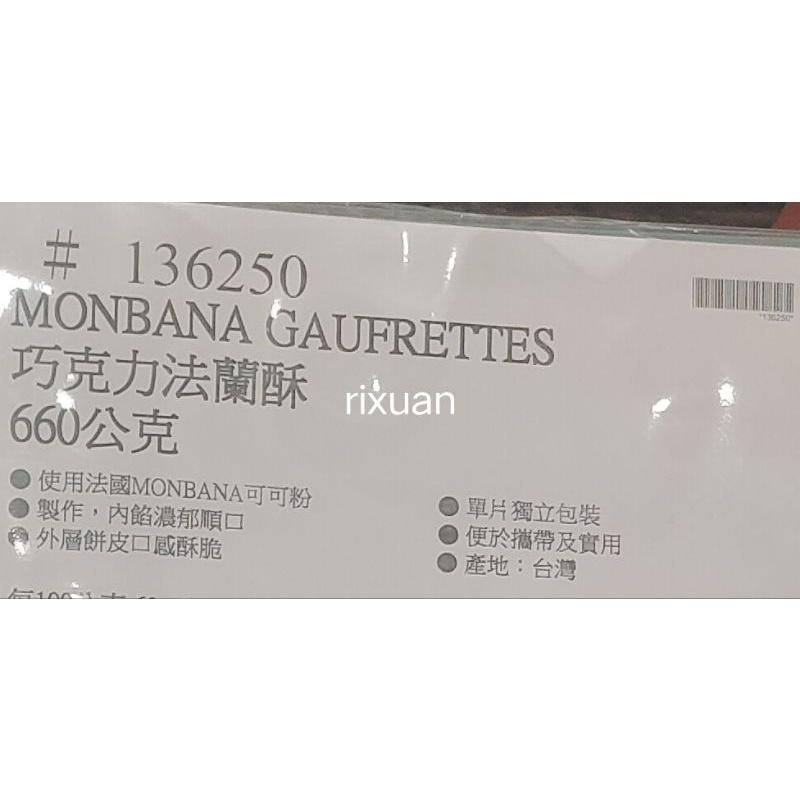 # 136250
MONBANA GAUFRETTES
巧克力法蘭酥
660公克
● 使用法國MONBANA可可粉
● 製作，內餡濃郁順口
● 外層餅皮口感酥脆
● 單片獨立包裝
● 便於攜帶及實用
● 產地：台灣
*136250*
rixuan